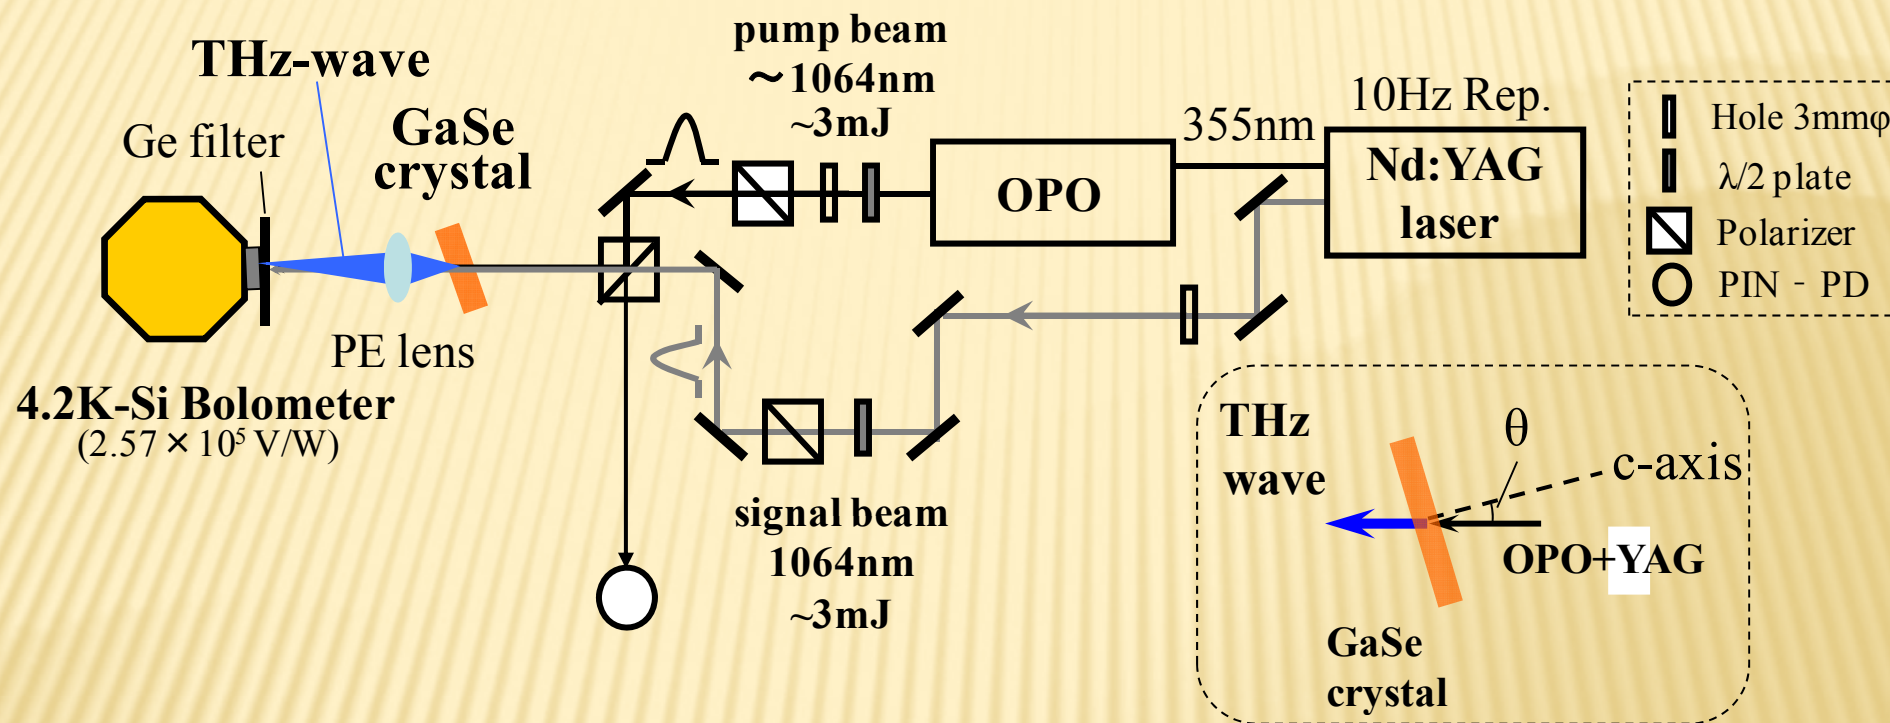 pump beam
~1064nm
~3mJ
THz-wave
Ge filter
GaSe
crystal
355nm
10Hz Rep.
OPO
Nd:YAG
laser
Hole 3mmφ
λ/2 plate
Polarizer
PIN - PD
PE lens
4.2K-Si Bolometer
(2.57 × 10⁵ V/W)
signal beam
1064nm
~3mJ
THz
wave
θ
c-axis
OPO+YAG
GaSe
crystal